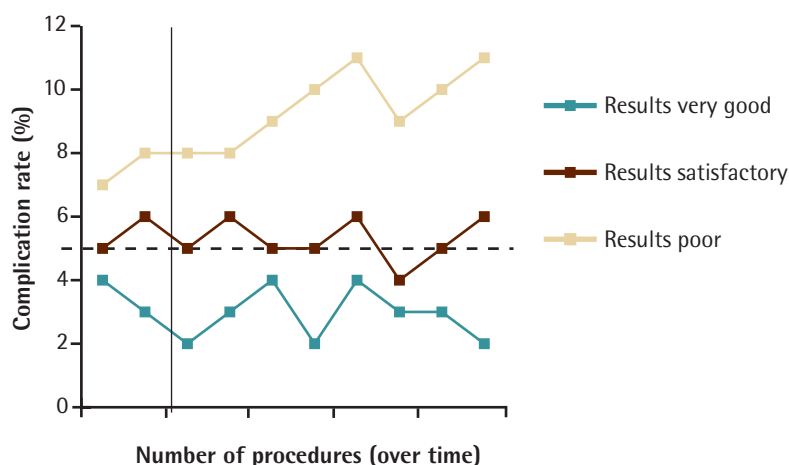 Complication rate (%)
12
10
8
6
4
2
0
Number of procedures (over time)
Results very good
Results satisfactory
Results poor